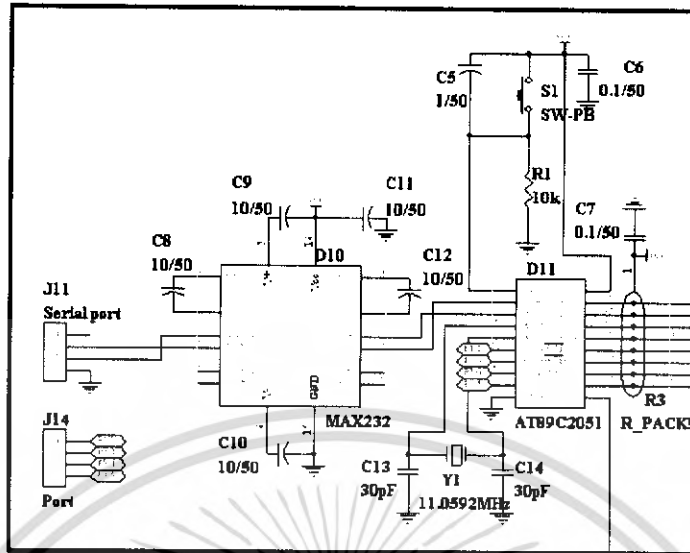 C5
1/50
S1
SW-PB
C6
0.1/50
R1
10k
C9
10/50
C11
10/50
C7
0.1/50
C8
10/50
D10
C12
10/50
D11
J11
Serial port
GND
MAX232
R3
AT89C2051
R_PACK
J14
C10
10/50
C13
30pF
Y1
11.0592MHz
C14
30pF
Port
1